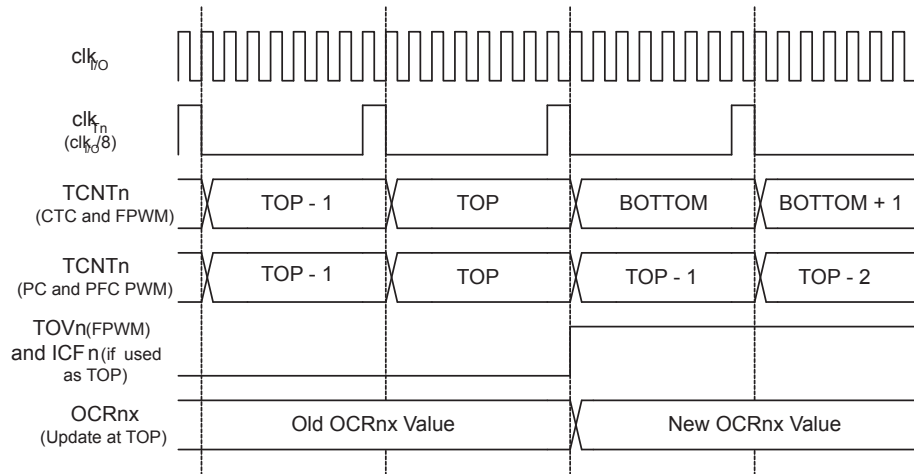 clkI/O
clkTn
(clkI/O/8)
TCNTn
(CTC and FPWM)
TOP - 1 TOP BOTTOM BOTTOM + 1
TCNTn
(PC and PFC PWM)
TOP - 1 TOP TOP - 1 TOP - 2
TOVn(FPWM)
and ICFn(if used
as TOP)
OCRnx
(Update at TOP)
Old OCRnx Value New OCRnx Value